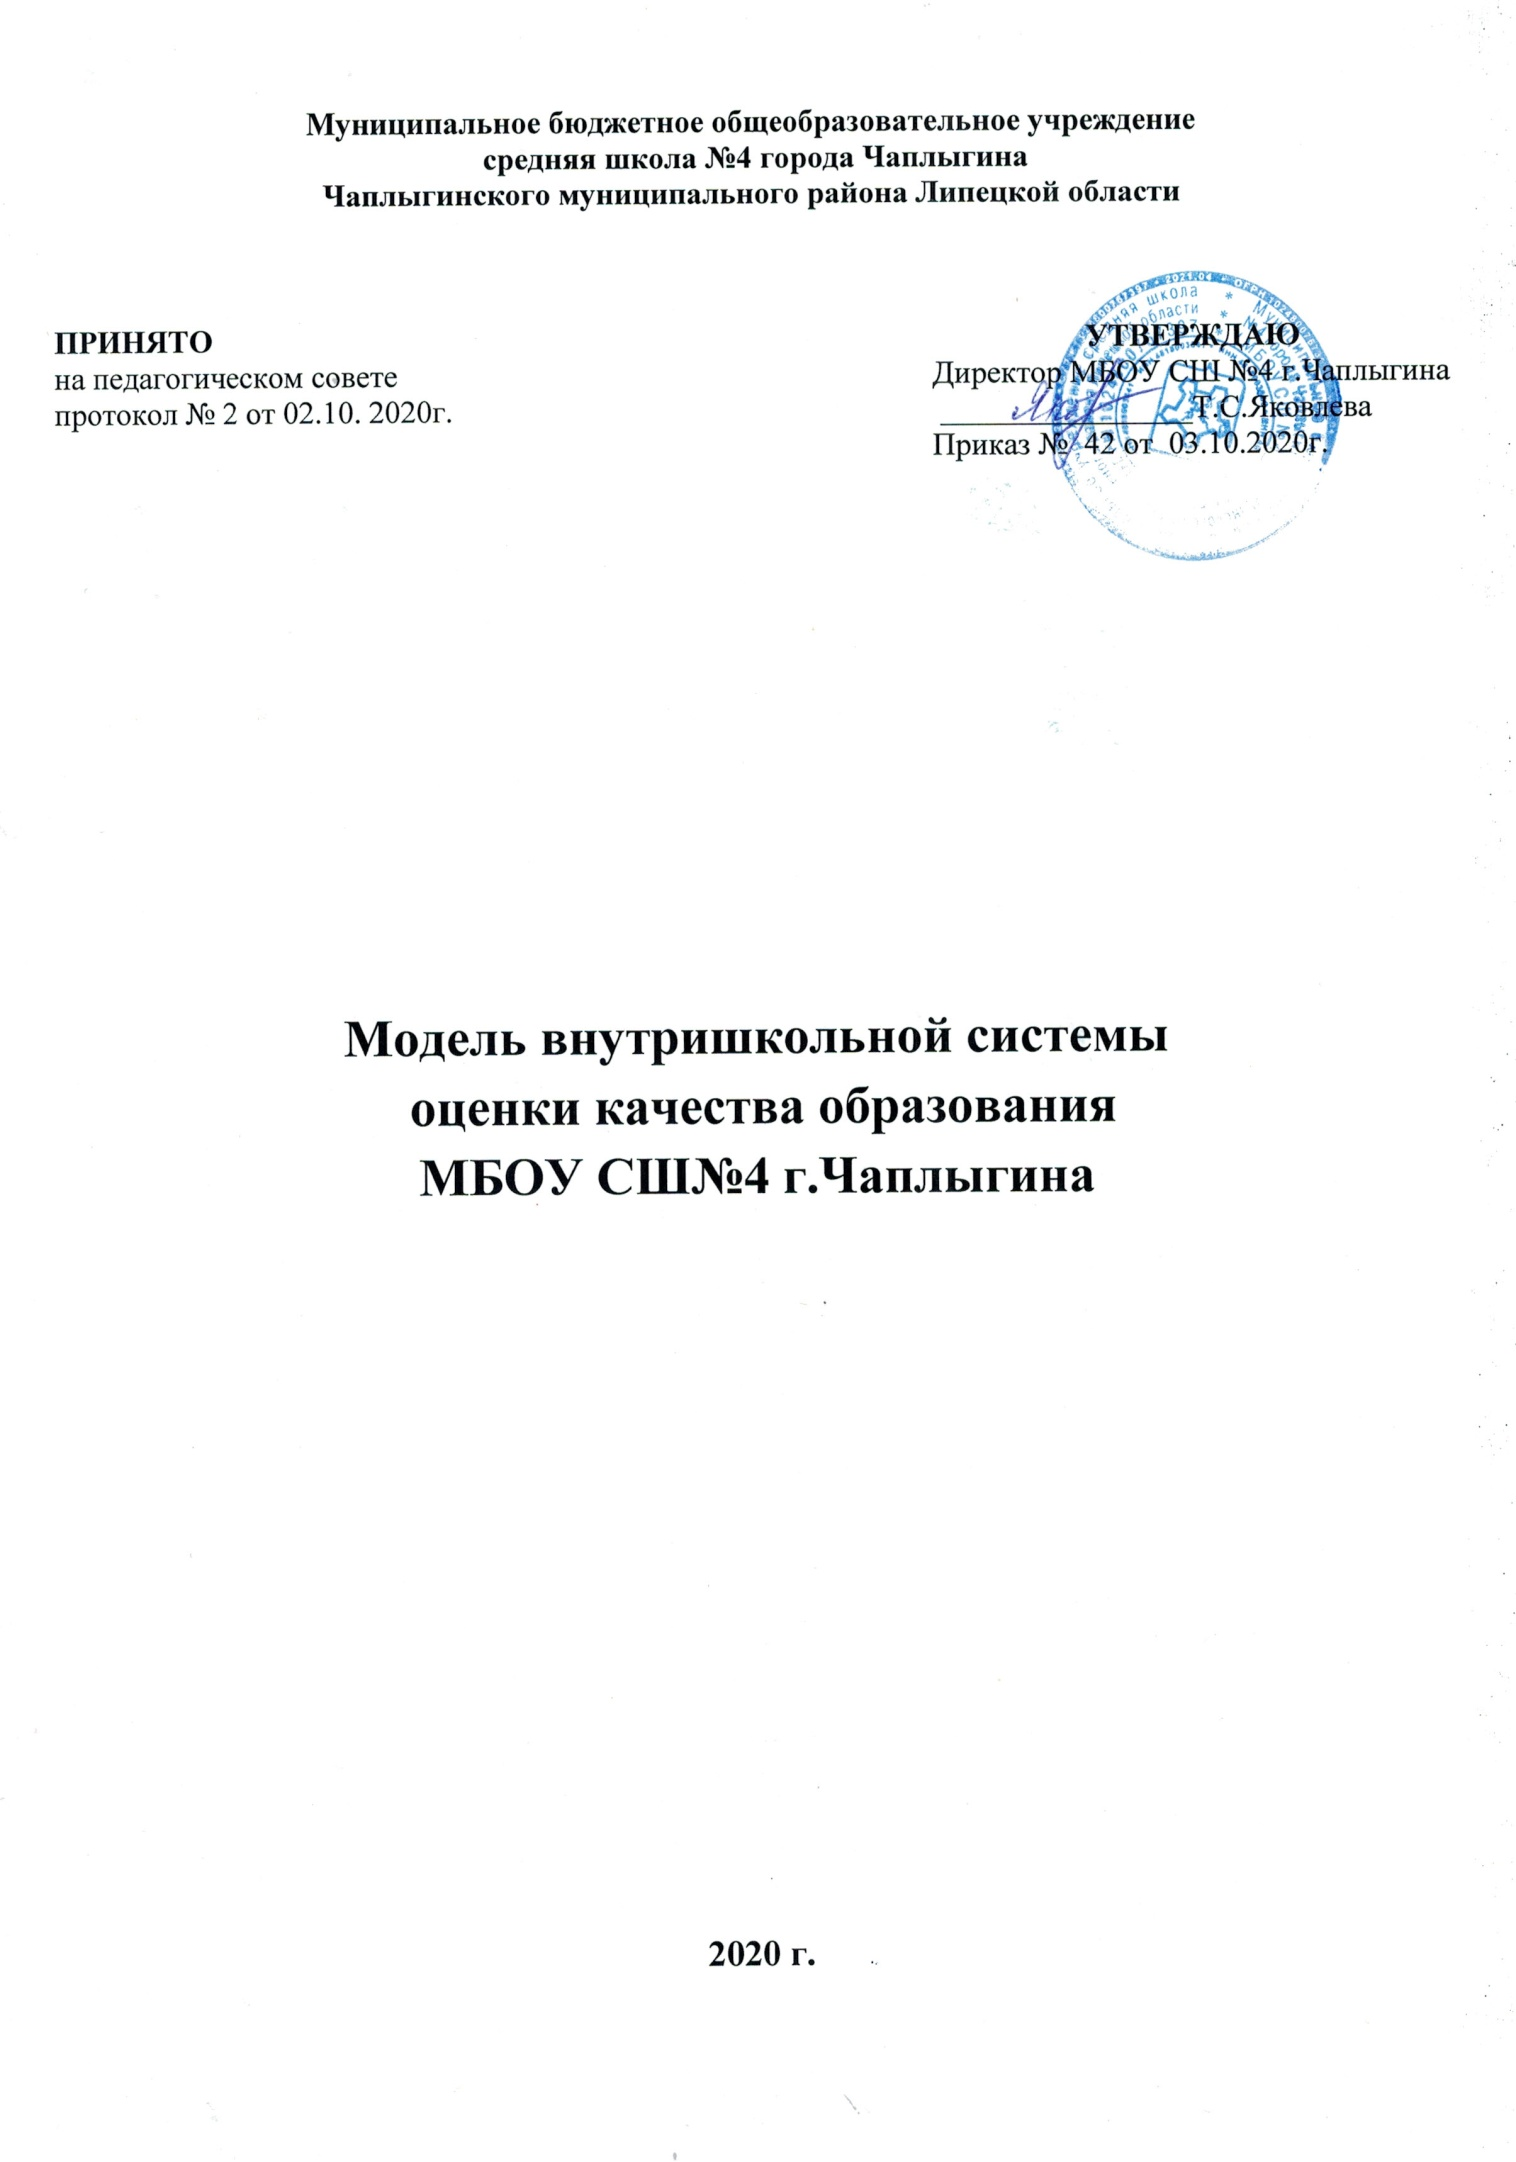 Муниципальное бюджетное общеобразовательное учреждение
средняя школа №4 города Чаплыгина
Чаплыгинского муниципального района Липецкой области
ПРИНЯТО
на педагогическом совете
протокол № 2 от 02.10. 2020г.
УТВЕРЖДАЮ
Директор МБОУ СШ №4 г.Чаплыгина
Т.С.Яковлева
Приказ № 42 от 03.10.2020г.
Модель внутришкольной системы
оценки качества образования
МБОУ СШ№4 г.Чаплыгина
2020 г.